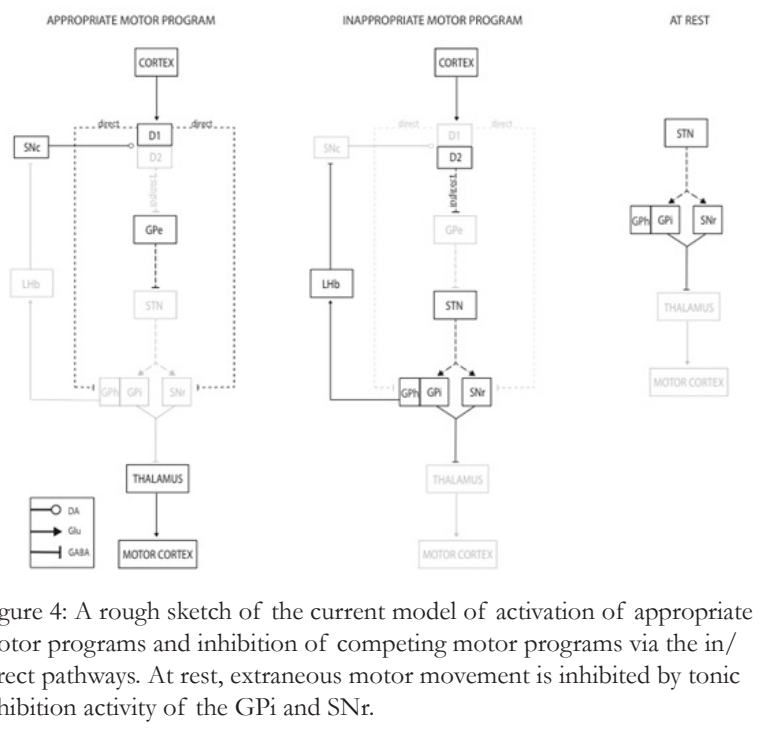 APPROPRIATE MOTOR PROGRAM
INAPPROPRIATE MOTOR PROGRAM
AT REST
CORTEX
direct
direct
D1
D2
SNc
indirect
GPe
LHb
STN
GPh
GPi
SNr
THALAMUS
MOTOR CORTEX
DA
Glu
GABA
CORTEX
direct
direct
D1
D2
SNc
indirect
GPe
LHb
STN
GPh
GPi
SNr
THALAMUS
MOTOR CORTEX
STN
GPh
GPi
SNr
THALAMUS
MOTOR CORTEX
gure 4: A rough sketch of the current model of activation of appropriate
otor programs and inhibition of competing motor programs via the in/
rect pathways. At rest, extraneous motor movement is inhibited by tonic
hibition activity of the GPi and SNr.